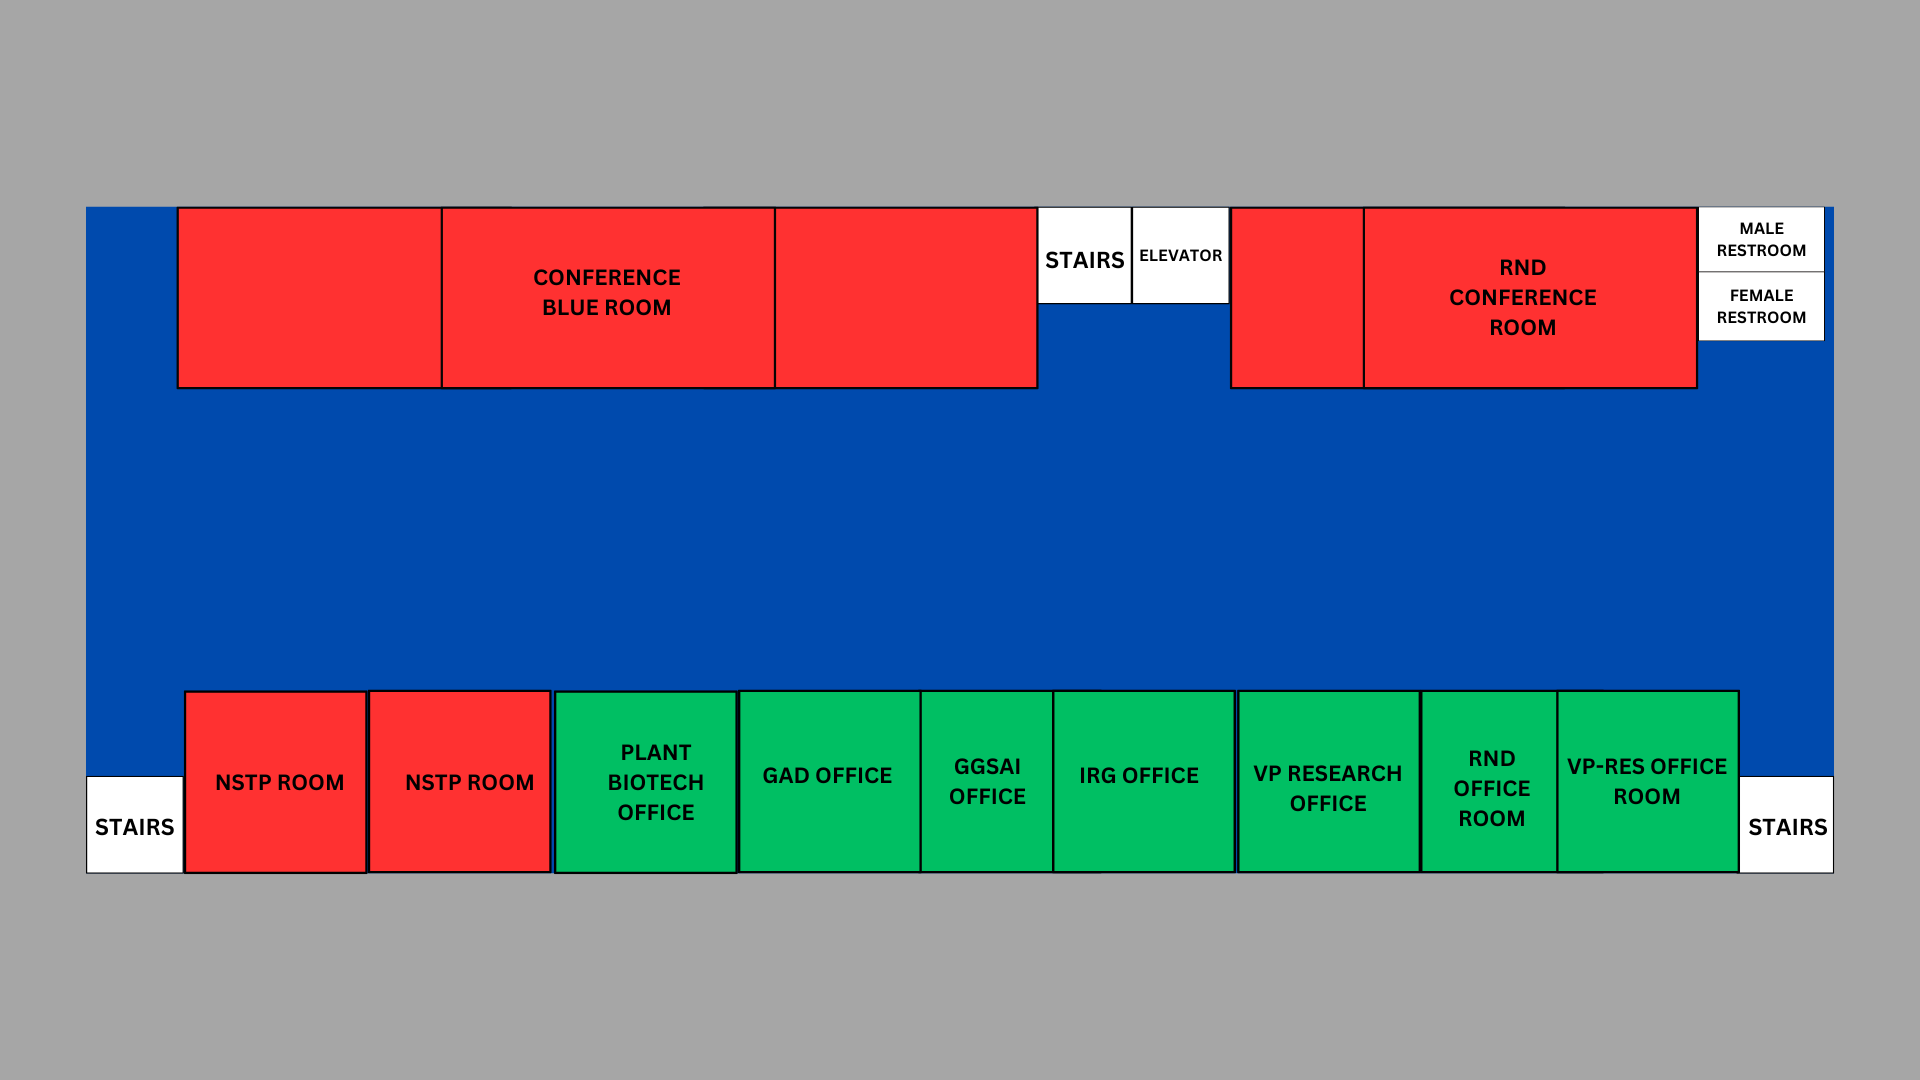 CONFERENCE
BLUE ROOM
STAIRS
ELEVATOR
RND
CONFERENCE
ROOM
MALE
RESTROOM
FEMALE
RESTROOM
STAIRS
NSTP ROOM
NSTP ROOM
PLANT
BIOTECH
OFFICE
GAD OFFICE
GGSAI
OFFICE
IRG OFFICE
VP RESEARCH
OFFICE
RND
OFFICE
ROOM
VP-RES OFFICE
ROOM
STAIRS